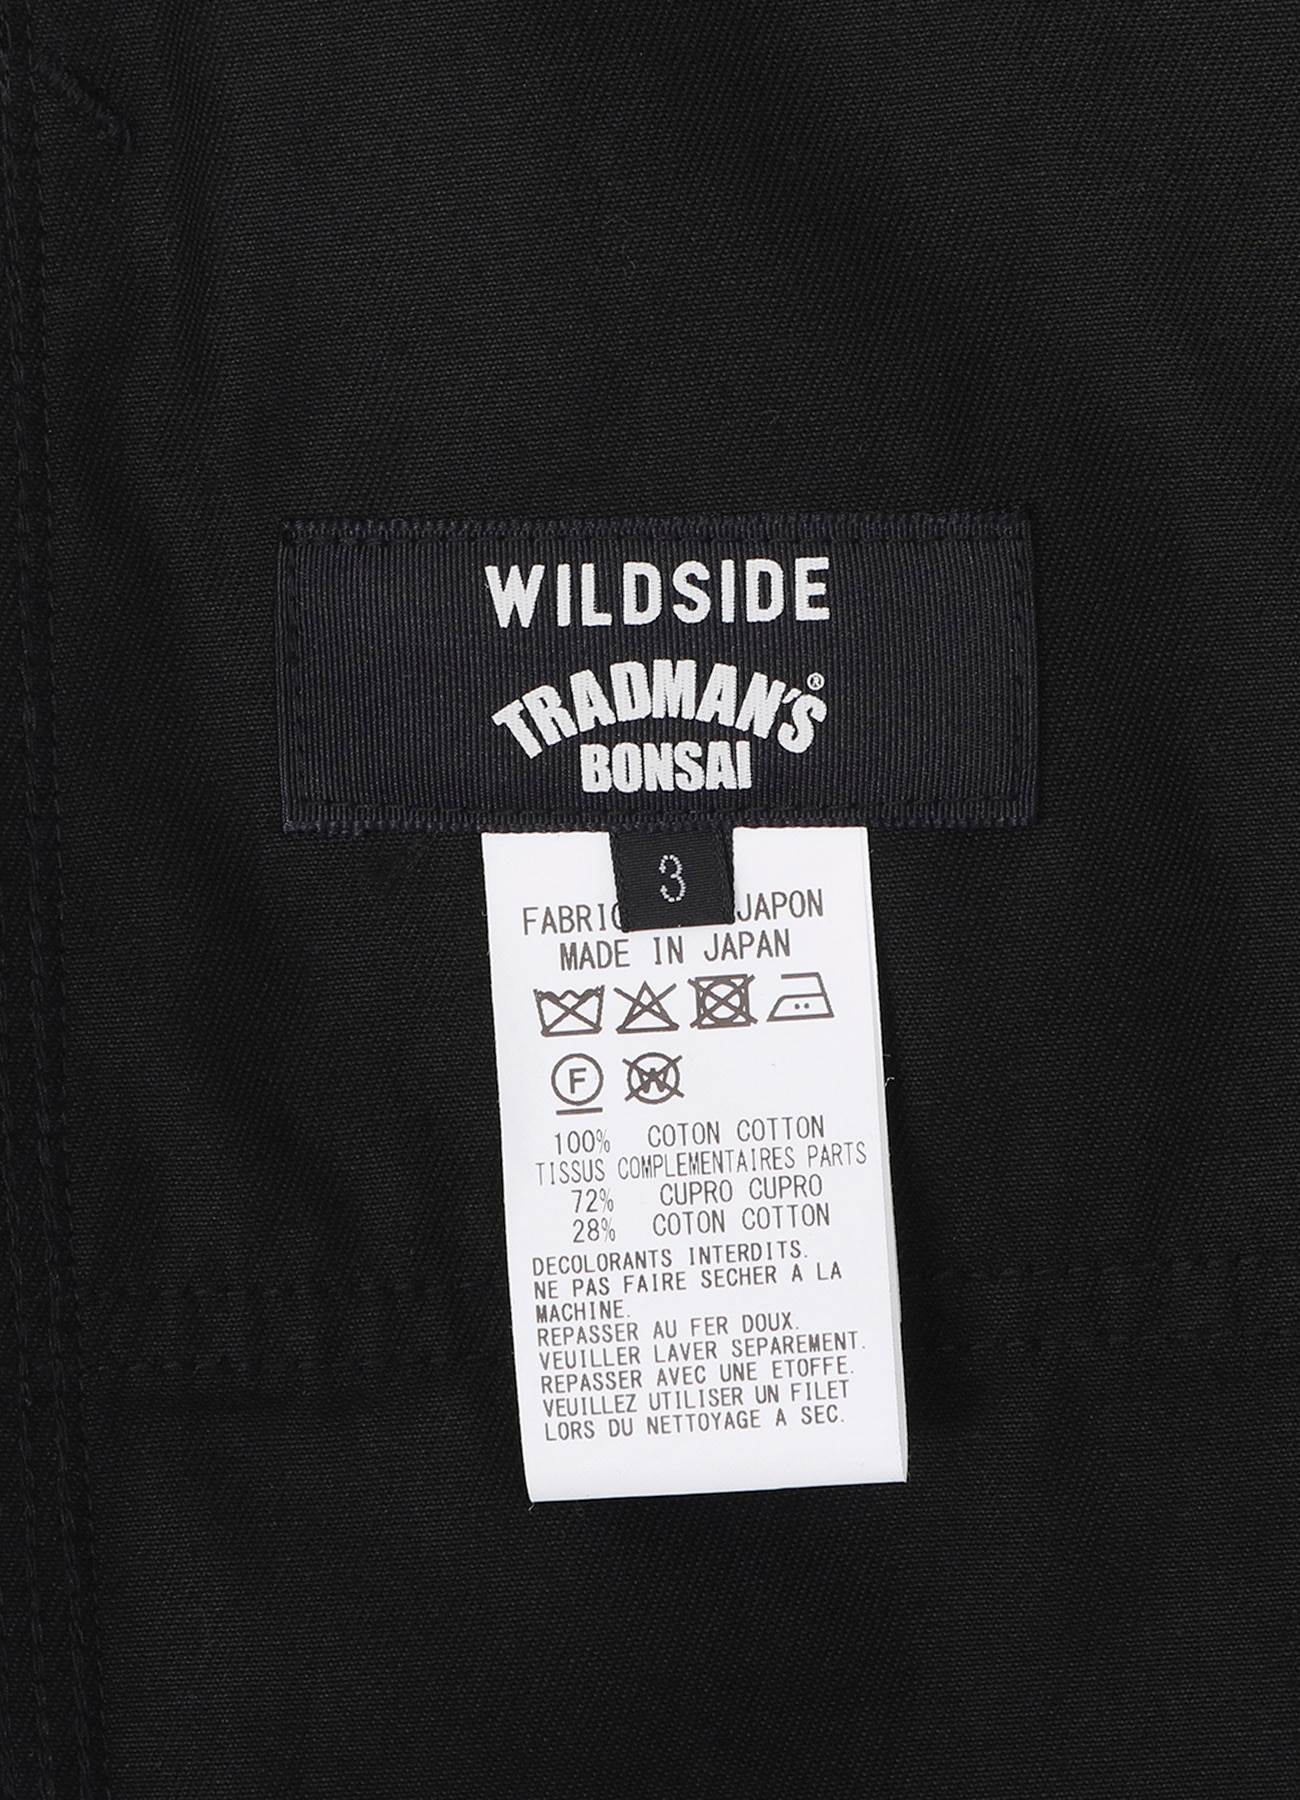 WILDSIDE
TRADMAN'S®
BONSAI
3
JAPON
MADE IN JAPAN
F W
100% COTON COTTON
TISSUS COMPLEMENTAIRES PARTS
72% CUPRO CUPRO
28% COTON COTTON
DECOLORANTS INTERDITS.
NE PAS FAIRE SECHER A LA
MACHINE.
REPASSER AU FER DOUX.
VEUILLER LAVER SEPAREMENT.
REPASSER AVEC UNE ETOFFE.
VEUILLEZ UTILISER UN FILET
LORS DU NETTOYAGE A SEC.